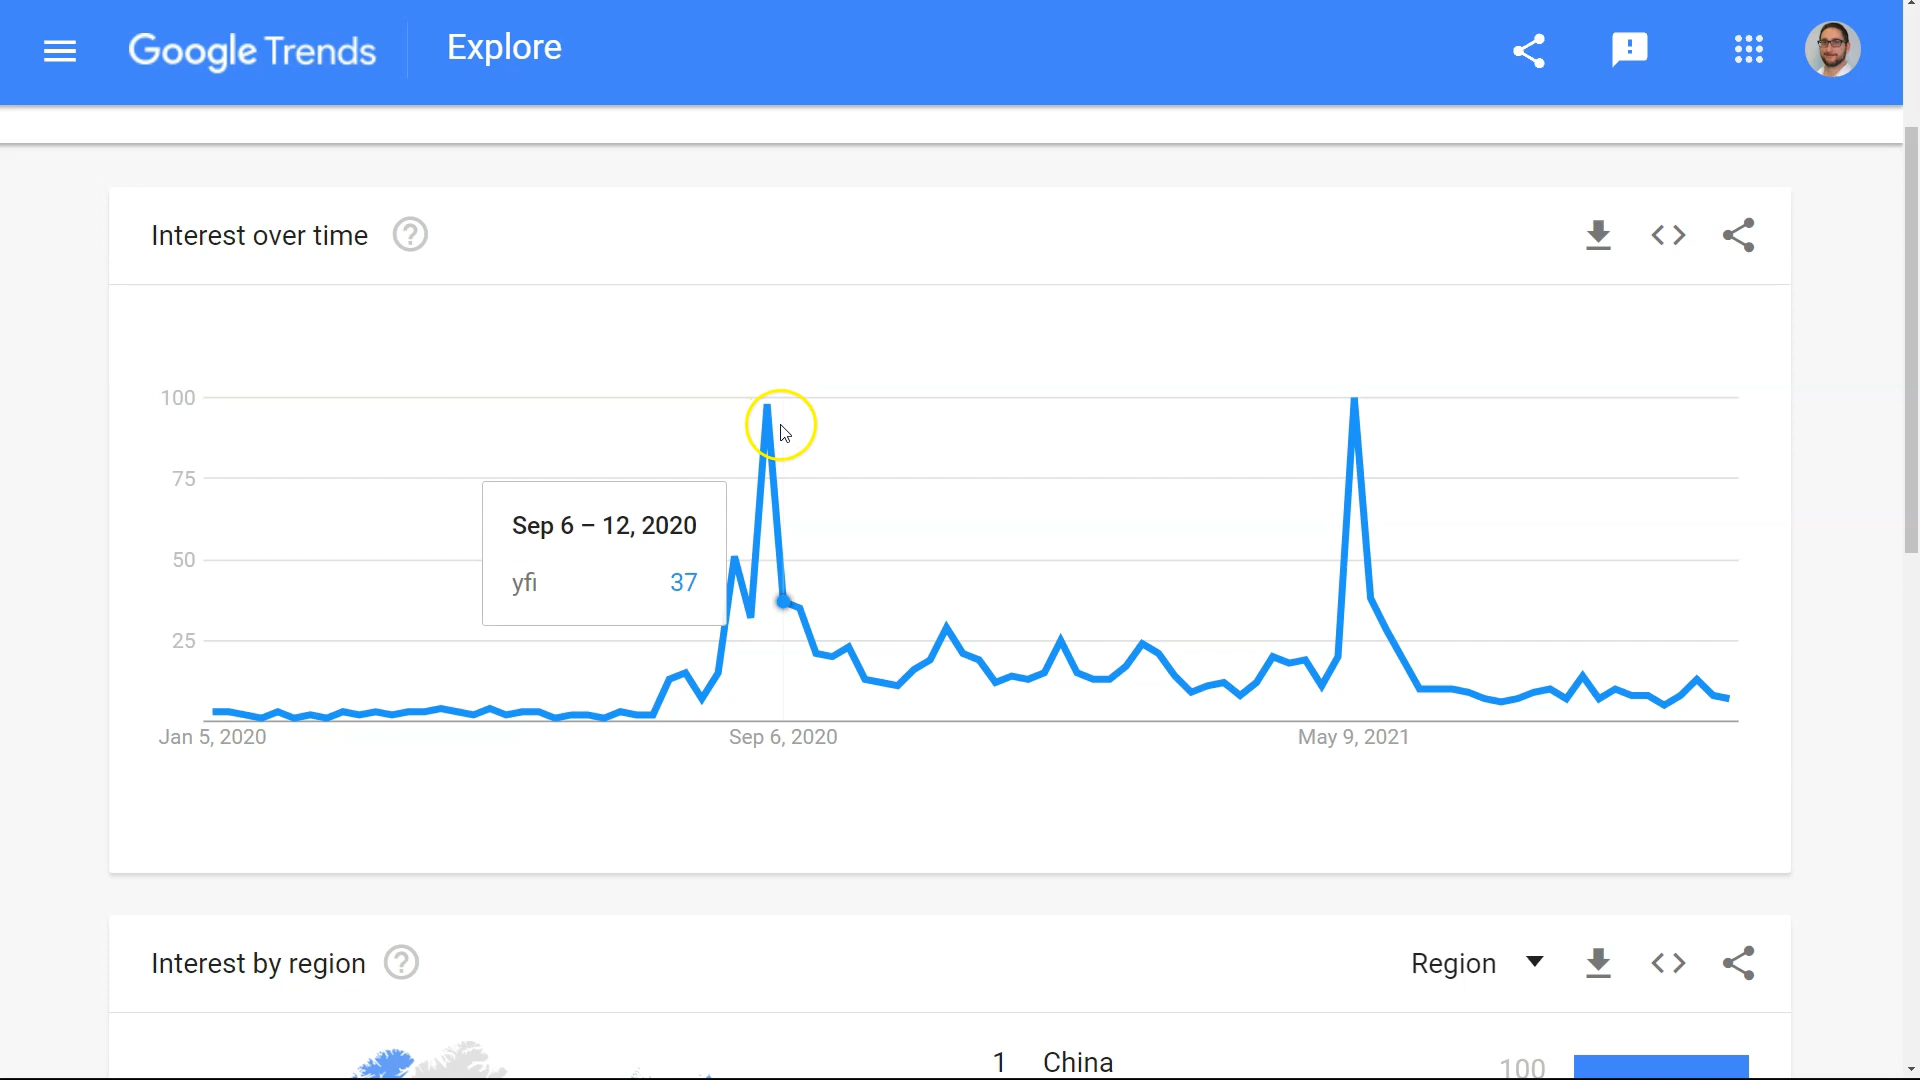 Google Trends
Explore
Interest over time
100
75
50
25
Sep 6 – 12, 2020
yfi 37
Jan 5, 2020
Sep 6, 2020
May 9, 2021
Interest by region
Region
1 China 100